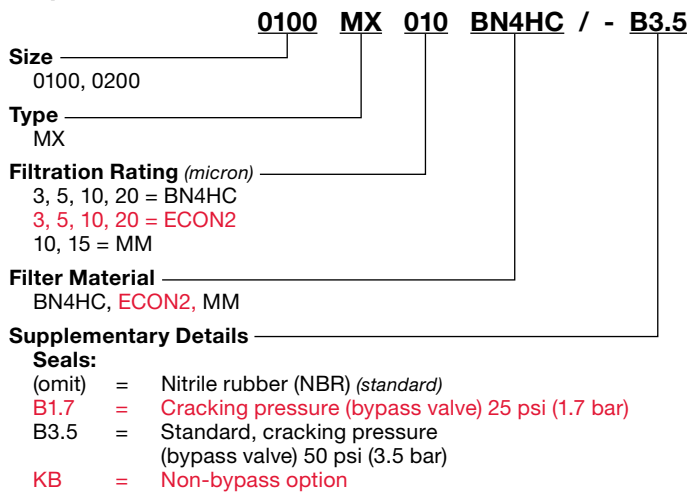 0100 MX 010 BN4HC / - B3.5
Size
0100, 0200
Type
MX
Filtration Rating (micron)
3, 5, 10, 20 = BN4HC
3, 5, 10, 20 = ECON2
10, 15 = MM
Filter Material
BN4HC, ECON2, MM
Supplementary Details
Seals:
(omit) = Nitrile rubber (NBR) (standard)
B1.7 = Cracking pressure (bypass valve) 25 psi (1.7 bar)
B3.5 = Standard, cracking pressure
(bypass valve) 50 psi (3.5 bar)
KB = Non-bypass option